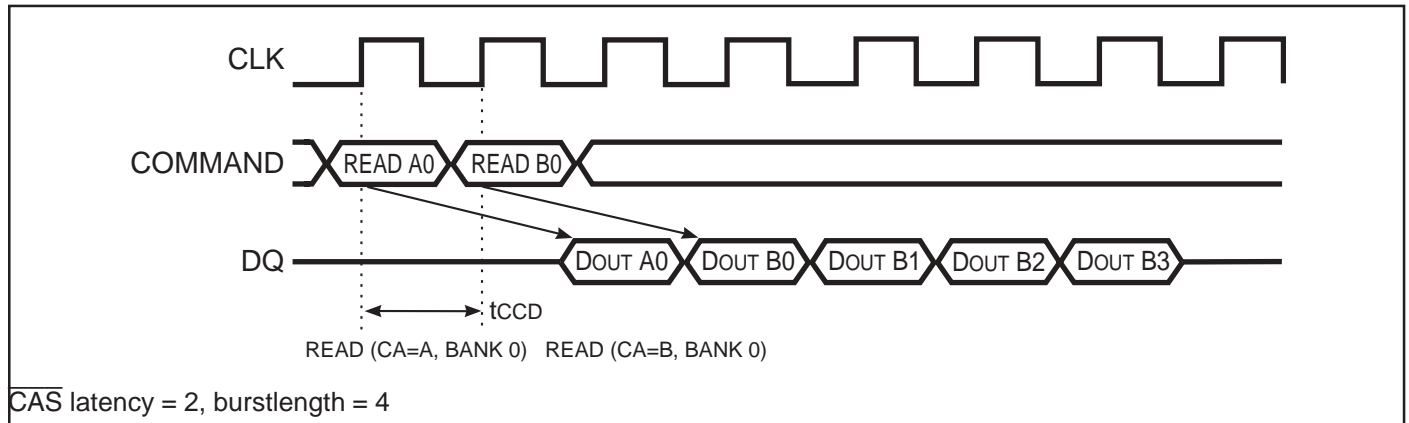 CLK
COMMAND READ A0 READ B0
DQ DOUT A0 DOUT B0 DOUT B1 DOUT B2 DOUT B3
tCCD
READ (CA=A, BANK 0) READ (CA=B, BANK 0)
C̅A̅S̅ latency = 2, burstlength = 4